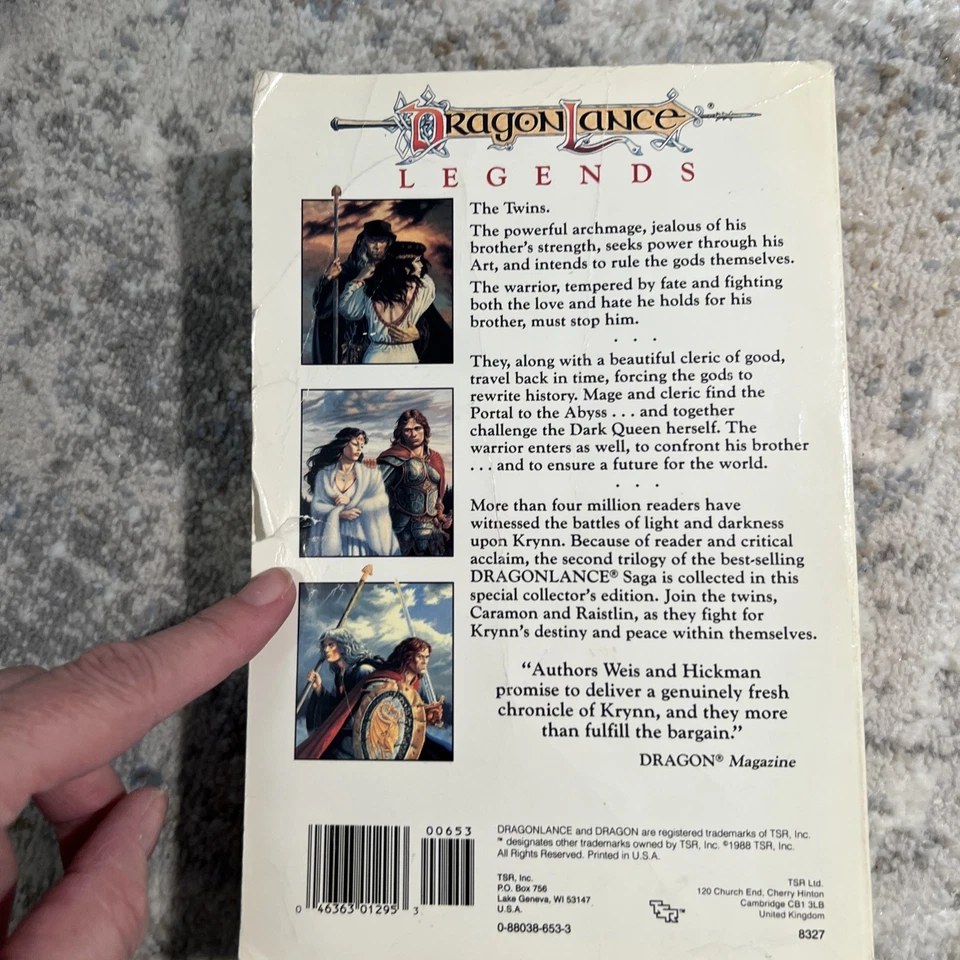 DRAGONLANCE®
LEGENDS
The Twins.
The powerful archmage, jealous of his
brother's strength, seeks power through his
Art, and intends to rule the gods themselves.
The warrior, tempered by fate and fighting
both the love and hate he holds for his
brother, must stop him.
. . .
They, along with a beautiful cleric of good,
travel back in time, forcing the gods to
rewrite history. Mage and cleric find the
Portal to the Abyss . . . and together
challenge the Dark Queen herself. The
warrior enters as well, to confront his brother
. . . and to ensure a future for the world.
. . .
More than four million readers have
witnessed the battles of light and darkness
upon Krynn. Because of reader and critical
acclaim, the second trilogy of the best-selling
DRAGONLANCE® Saga is collected in this
special collector's edition. Join the twins,
Caramon and Raistlin, as they fight for
Krynn's destiny and peace within themselves.
"Authors Weis and Hickman
promise to deliver a genuinely fresh
chronicle of Krynn, and they more
than fulfill the bargain."
DRAGON® Magazine
00653
0 46363 01295 3
DRAGONLANCE and DRAGON are registered trademarks of TSR, Inc.
™ designates other trademarks owned by TSR, Inc. ©1988 TSR, Inc.
All Rights Reserved. Printed in U.S.A.
TSR, Inc.
P.O. Box 756
Lake Geneva, WI 53147
U.S.A.
0-88038-653-3
TSR™
TSR Ltd.
120 Church End, Cherry Hinton
Cambridge CB1 3LB
United Kingdom
8327